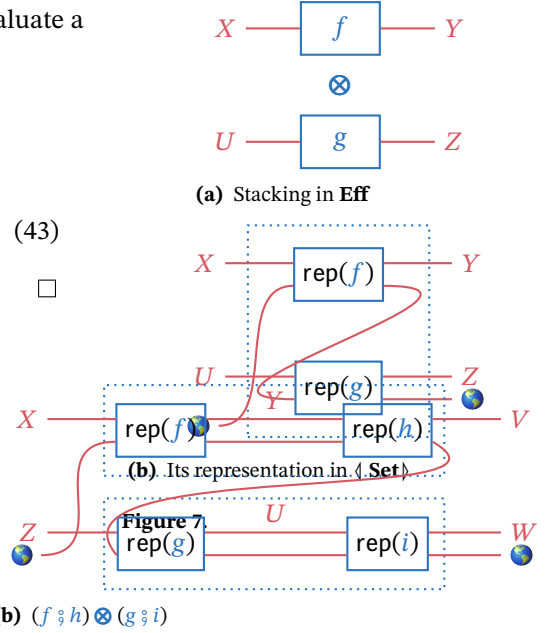 aluate a
X f Y
⊗
U g Z
(a) Stacking in Eff
(43)
X rep(f) Y
□
U rep(g) Z
Y
X rep(f) rep(h) V
(b) Its representation in ⟨ Set ⟩
Figure 7.
U
Z rep(g) rep(i) W
b) (f ⨟ h) ⊗ (g ⨟ i)